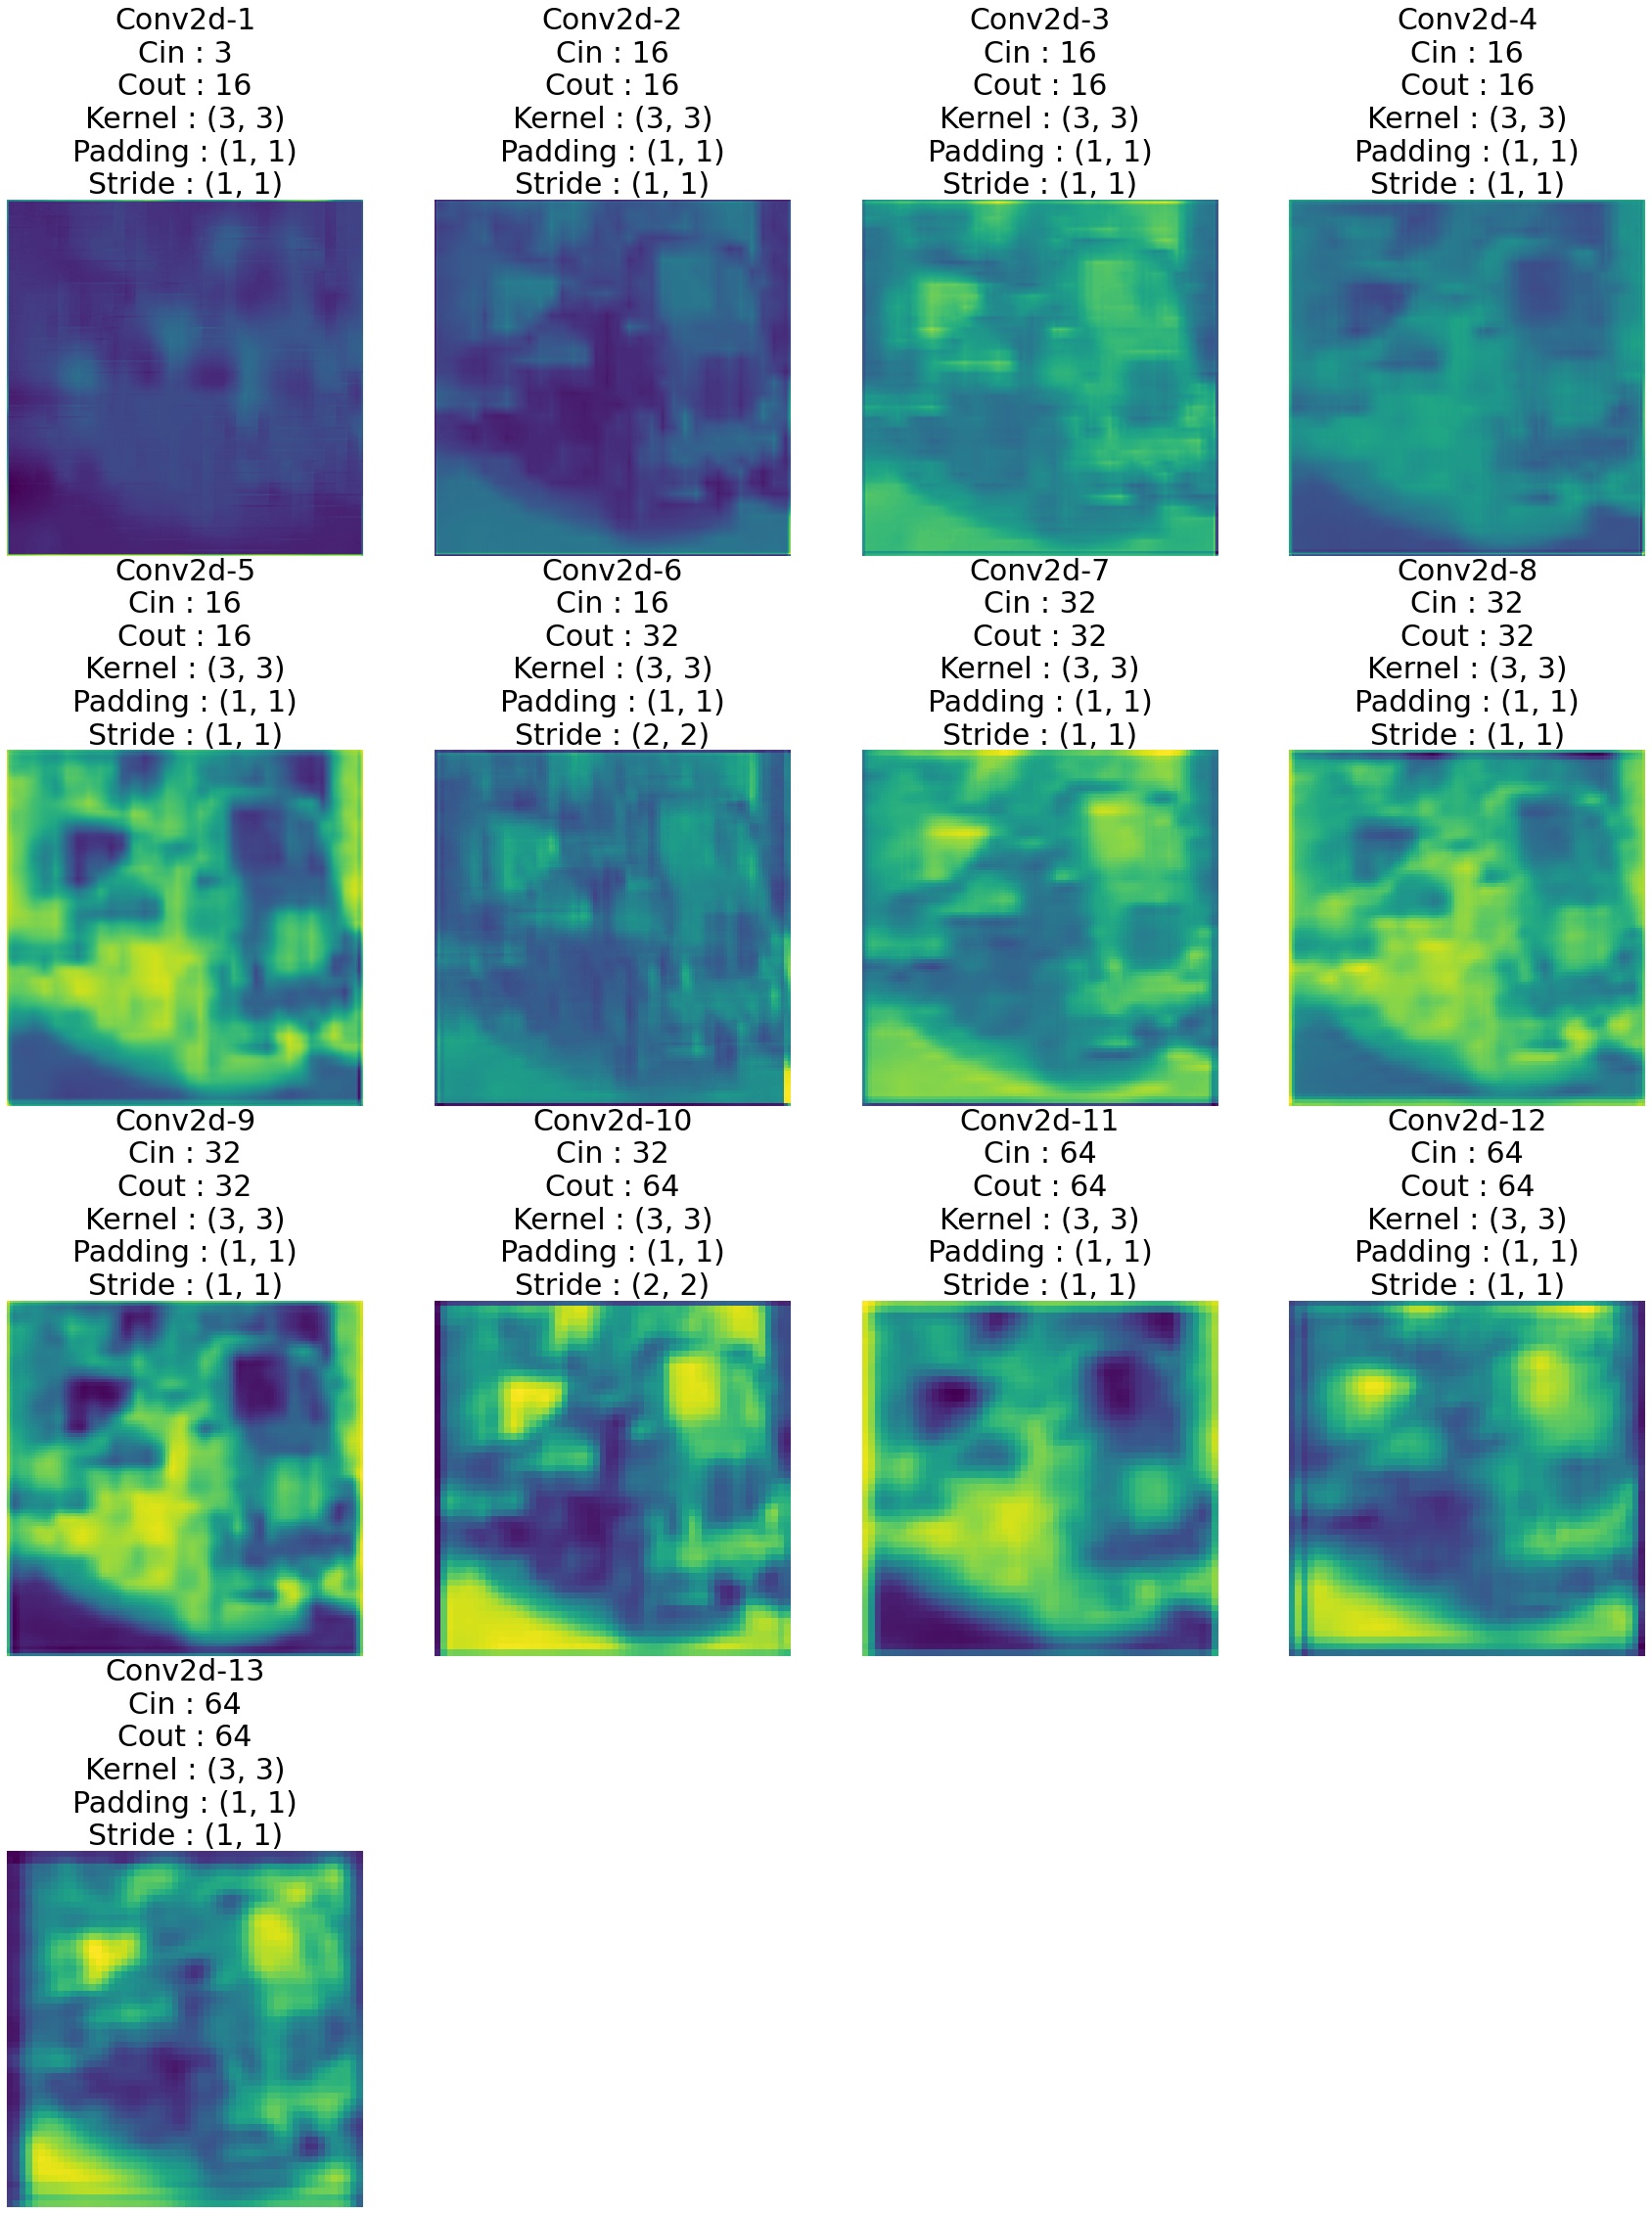 Conv2d-1
Cin : 3
Cout : 16
Kernel : (3, 3)
Padding : (1, 1)
Stride : (1, 1)
Conv2d-2
Cin : 16
Cout : 16
Kernel : (3, 3)
Padding : (1, 1)
Stride : (1, 1)
Conv2d-3
Cin : 16
Cout : 16
Kernel : (3, 3)
Padding : (1, 1)
Stride : (1, 1)
Conv2d-4
Cin : 16
Cout : 16
Kernel : (3, 3)
Padding : (1, 1)
Stride : (1, 1)
Conv2d-5
Cin : 16
Cout : 16
Kernel : (3, 3)
Padding : (1, 1)
Stride : (1, 1)
Conv2d-6
Cin : 16
Cout : 32
Kernel : (3, 3)
Padding : (1, 1)
Stride : (2, 2)
Conv2d-7
Cin : 32
Cout : 32
Kernel : (3, 3)
Padding : (1, 1)
Stride : (1, 1)
Conv2d-8
Cin : 32
Cout : 32
Kernel : (3, 3)
Padding : (1, 1)
Stride : (1, 1)
Conv2d-9
Cin : 32
Cout : 32
Kernel : (3, 3)
Padding : (1, 1)
Stride : (1, 1)
Conv2d-10
Cin : 32
Cout : 64
Kernel : (3, 3)
Padding : (1, 1)
Stride : (2, 2)
Conv2d-11
Cin : 64
Cout : 64
Kernel : (3, 3)
Padding : (1, 1)
Stride : (1, 1)
Conv2d-12
Cin : 64
Cout : 64
Kernel : (3, 3)
Padding : (1, 1)
Stride : (1, 1)
Conv2d-13
Cin : 64
Cout : 64
Kernel : (3, 3)
Padding : (1, 1)
Stride : (1, 1)